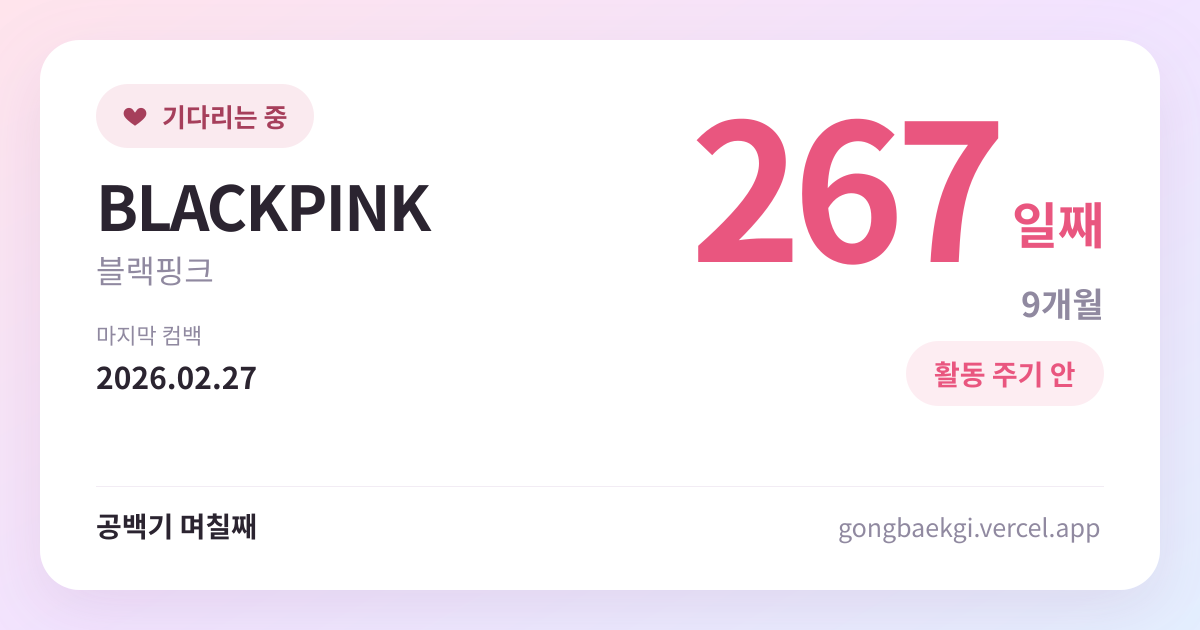 기다리는 중
BLACKPINK
블랙핑크
마지막 컴백
2026.02.27
267 일째
9개월
활동 주기 안
공백기 며칠째
gongbaekgi.vercel.app